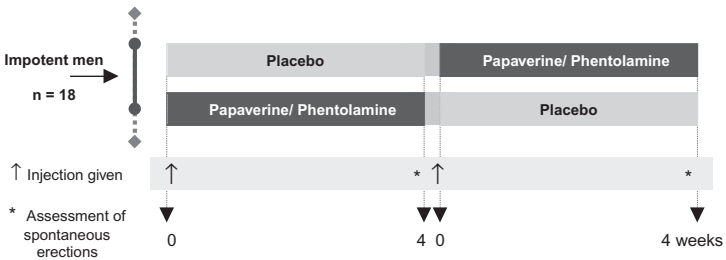 Impotent men
n = 18
Placebo
Papaverine/ Phentolamine
Papaverine/ Phentolamine
Placebo
↑ Injection given
↑ * ↑ *
* Assessment of
spontaneous
erections
0 4 0 4 weeks